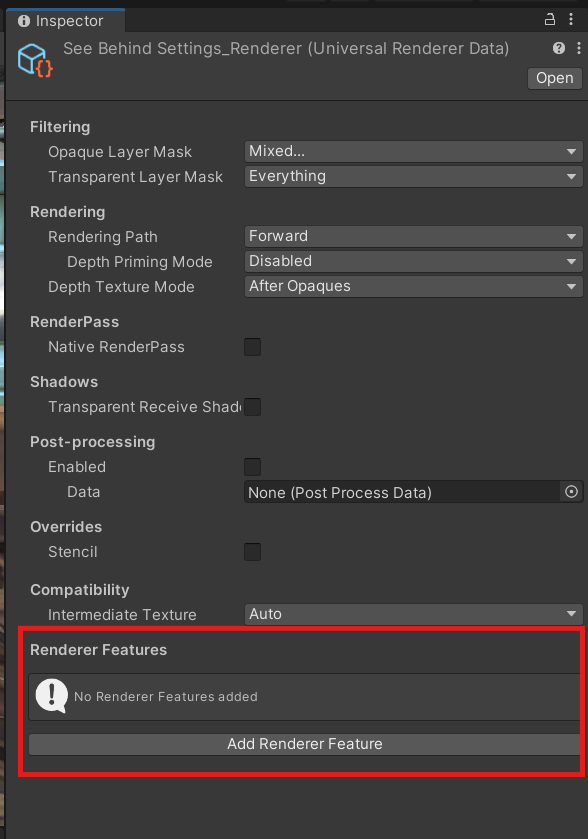 Inspector
See Behind Settings_Renderer (Universal Renderer Data)
Open
Filtering
Opaque Layer Mask Mixed...
Transparent Layer Mask Everything
Rendering
Rendering Path Forward
Depth Priming Mode Disabled
Depth Texture Mode After Opaques
RenderPass
Native RenderPass
Shadows
Transparent Receive Shad
Post-processing
Enabled
Data None (Post Process Data)
Overrides
Stencil
Compatibility
Intermediate Texture Auto
Renderer Features
No Renderer Features added
Add Renderer Feature